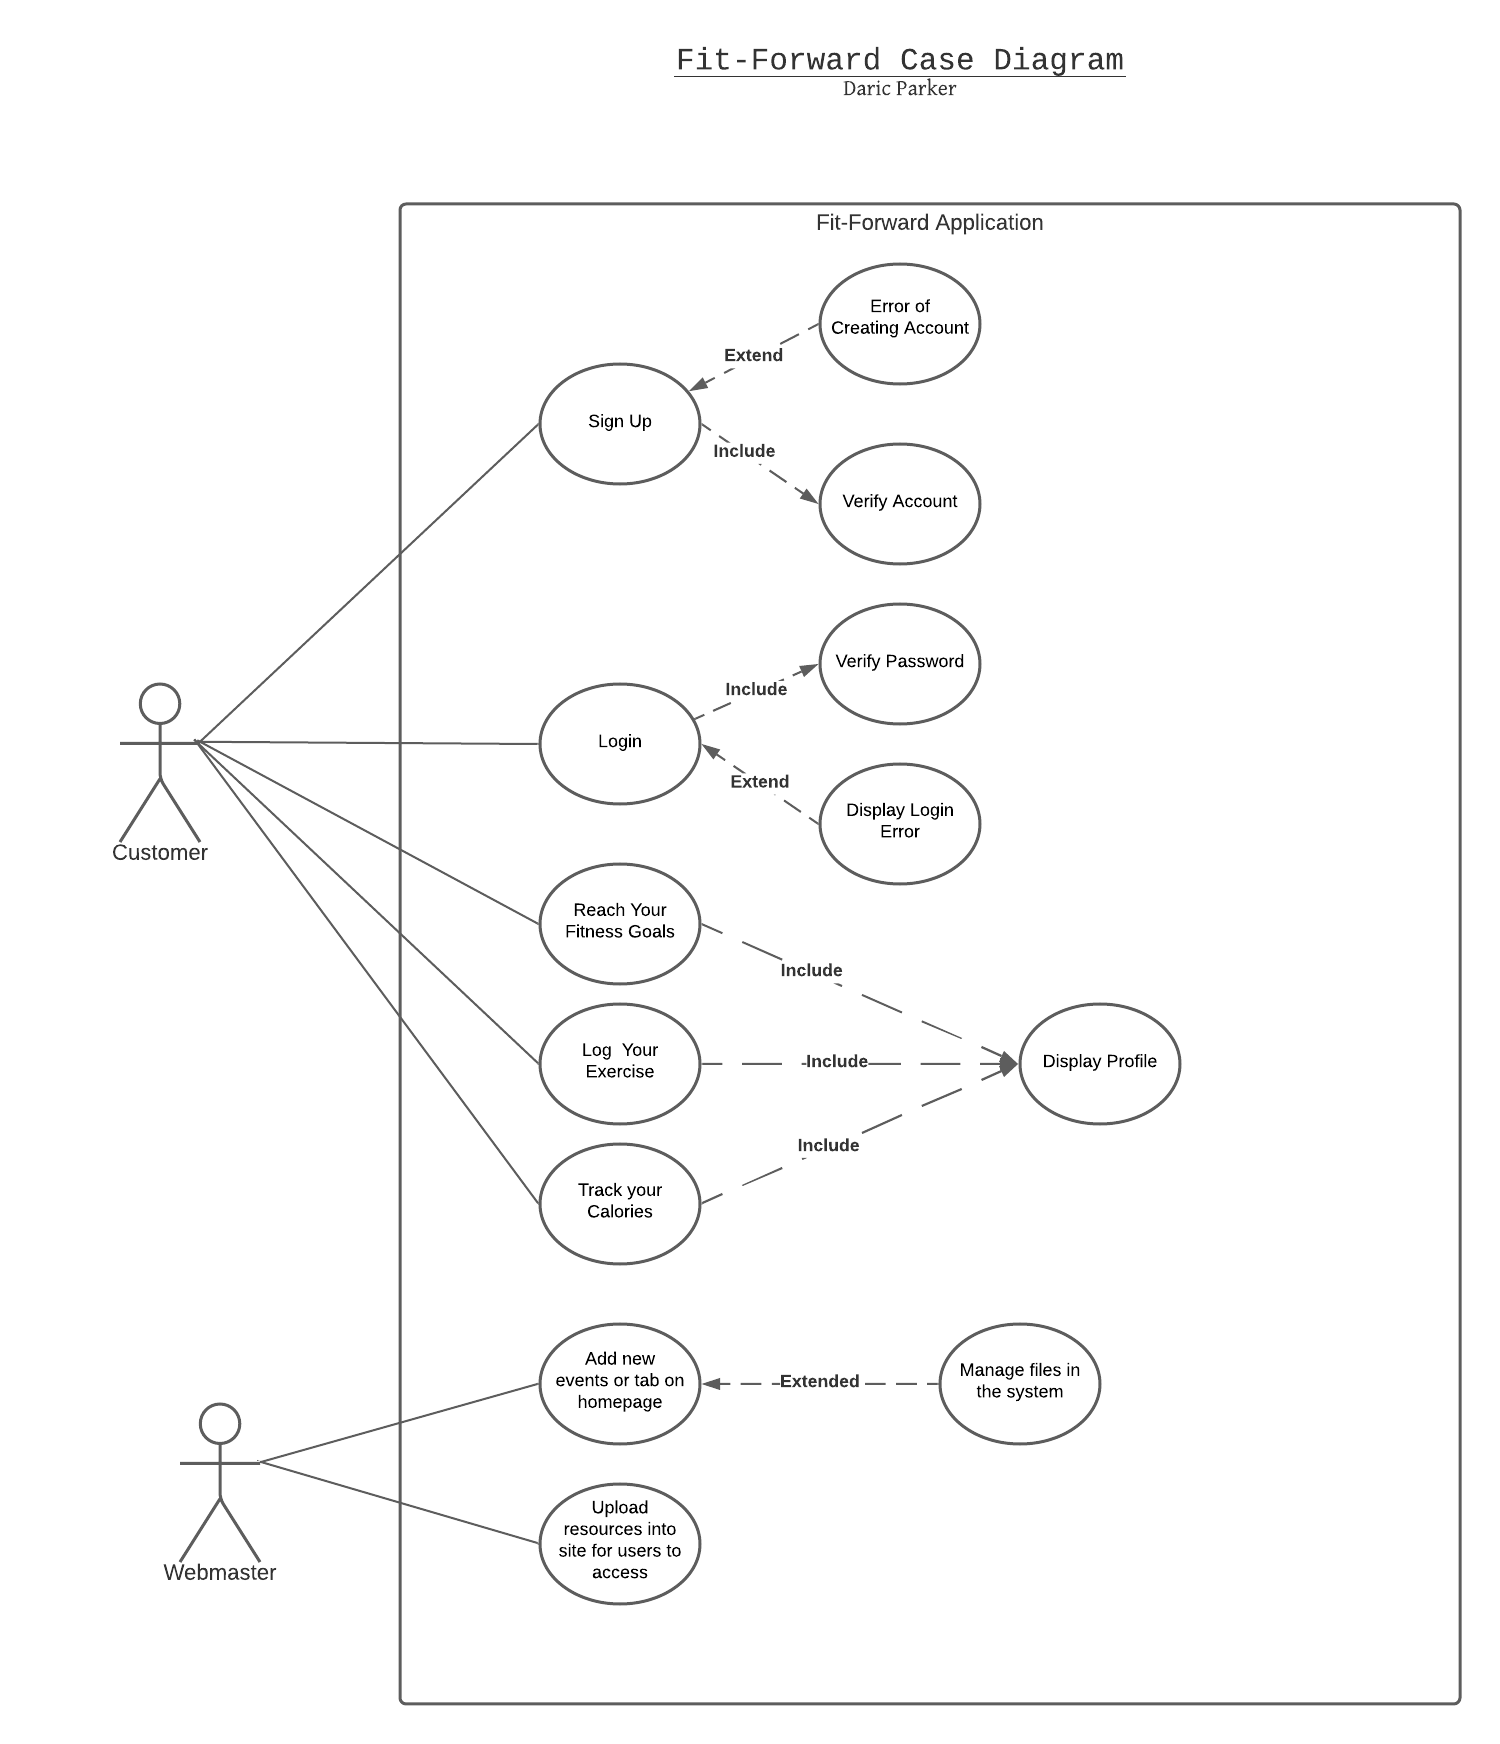 Fit-Forward Case Diagram
Daric Parker
Fit-Forward Application
Error of
Creating Account
Extend
Sign Up
Include
Verify Account
Verify Password
Include
Login
Extend
Display Login
Error
Customer
Reach Your
Fitness Goals
Include
Log  Your
Exercise
Include
Display Profile
Include
Track your
Calories
Add new
events or tab on
homepage
Extended
Manage files in
the system
Upload
resources into
site for users to
access
Webmaster